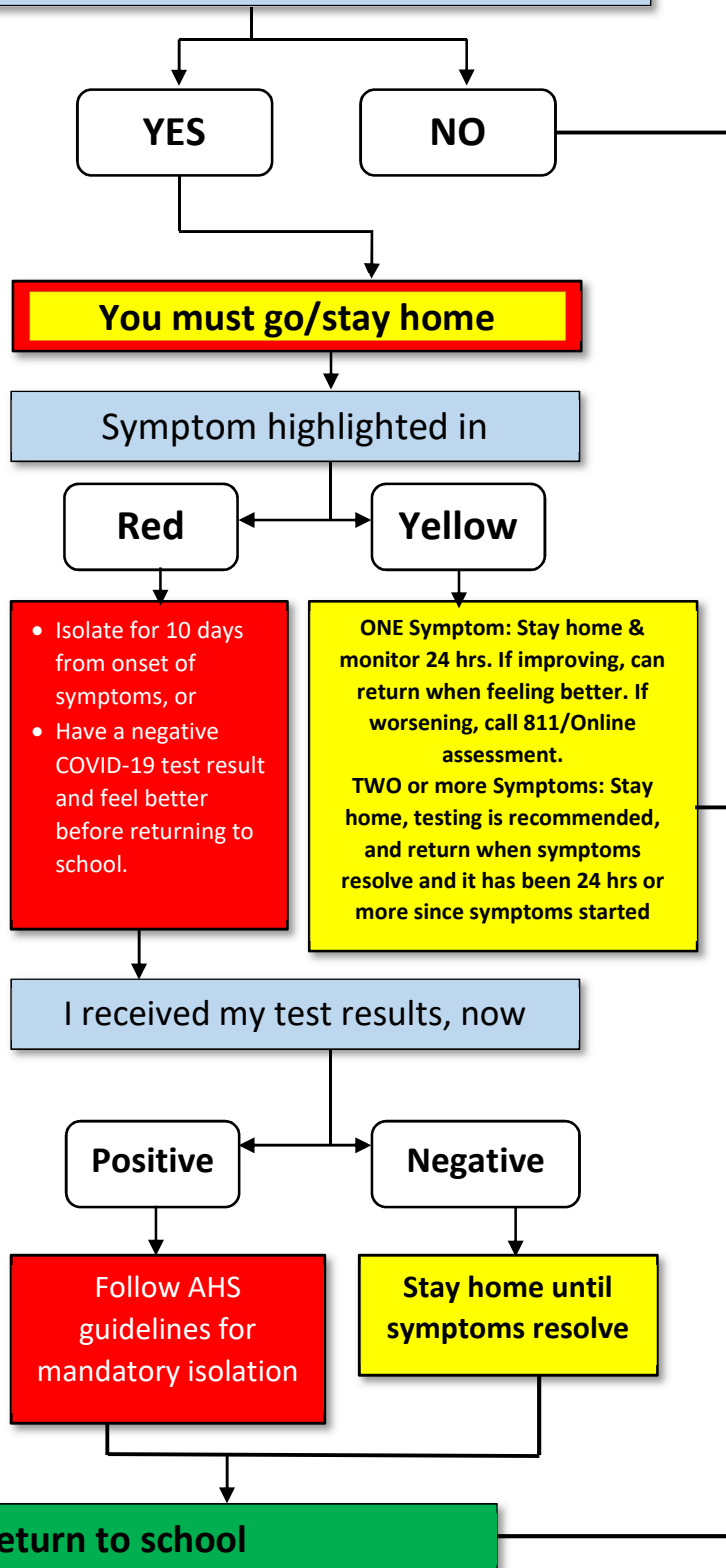 YES
NO
You must go/stay home
Symptom highlighted in
Red
Yellow
• Isolate for 10 days
from onset of
symptoms, or
• Have a negative
COVID-19 test result
and feel better
before returning to
school.
ONE Symptom: Stay home &
monitor 24 hrs. If improving, can
return when feeling better. If
worsening, call 811/Online
assessment.
TWO or more Symptoms: Stay
home, testing is recommended,
and return when symptoms
resolve and it has been 24 hrs or
more since symptoms started
I received my test results, now
Positive
Negative
Follow AHS
guidelines for
mandatory isolation
Stay home until
symptoms resolve
eturn to school